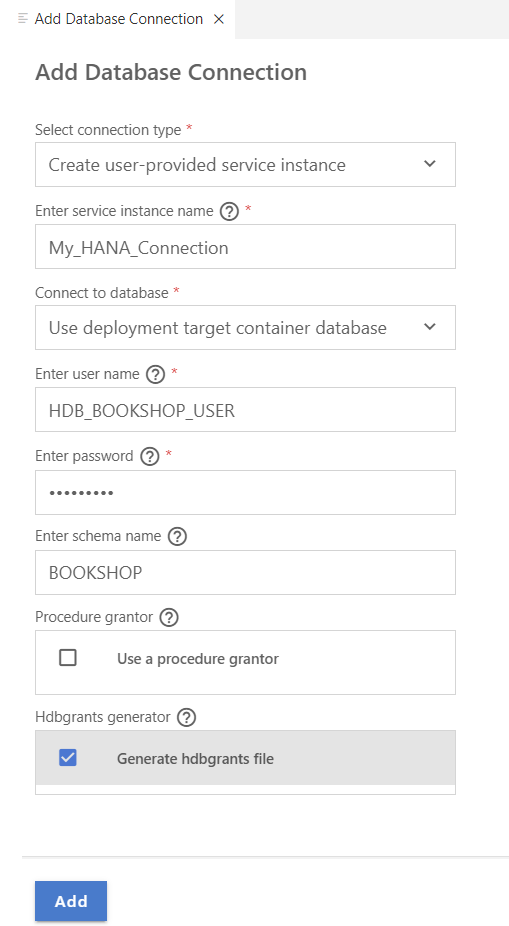 Add Database Connection
Add Database Connection
Select connection type *
Create user-provided service instance
Enter service instance name ? *
My_HANA_Connection
Connect to database *
Use deployment target container database
Enter user name ? *
HDB_BOOKSHOP_USER
Enter password ? *
•••••••••
Enter schema name ?
BOOKSHOP
Procedure grantor ?
Use a procedure grantor
Hdbgrants generator ?
Generate hdbgrants file
Add